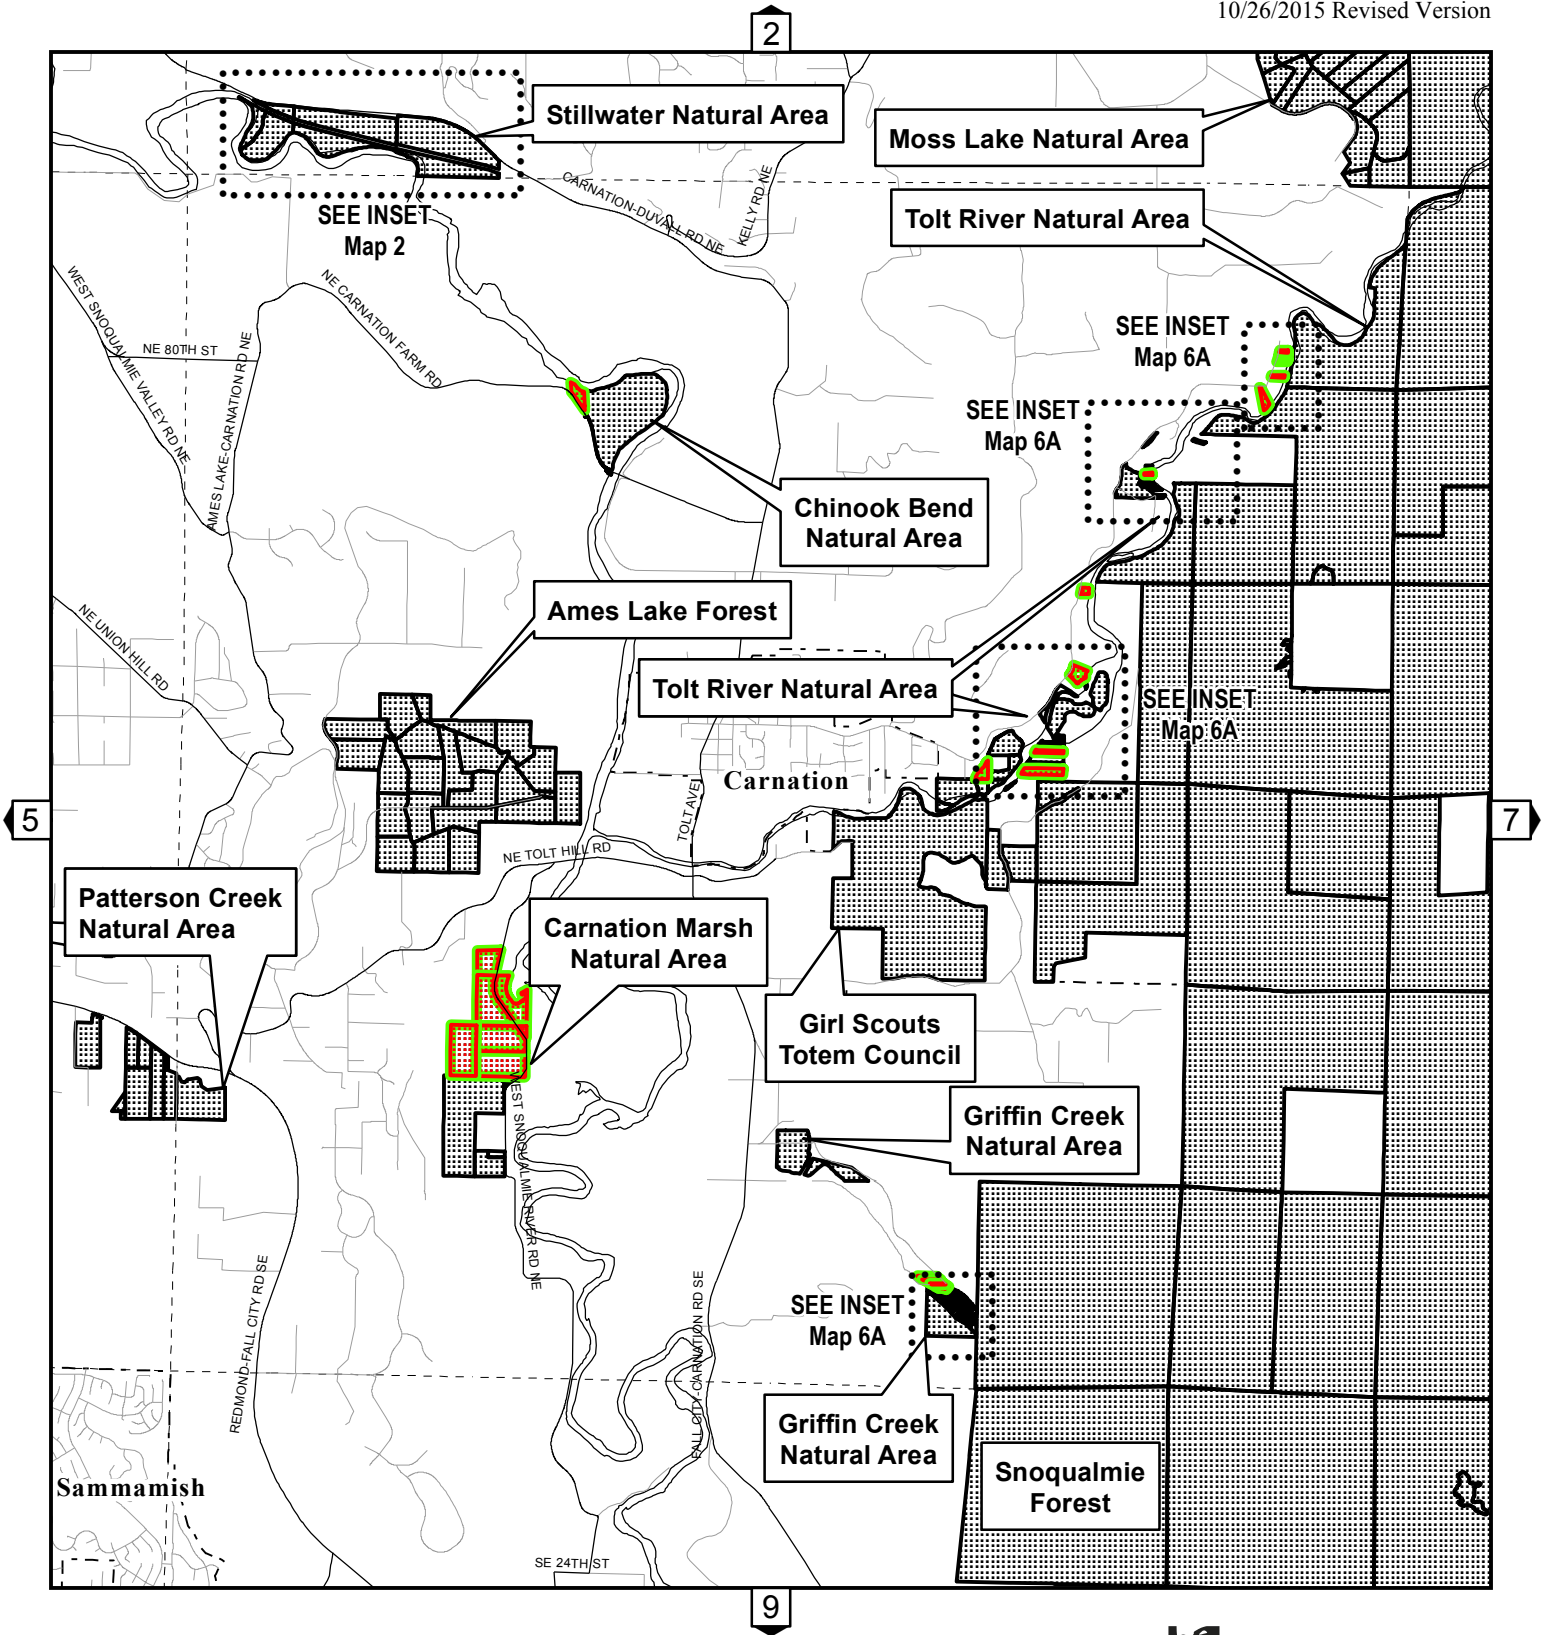 10/26/2015 Revised Version
2
Stillwater Natural Area
Moss Lake Natural Area
CARNATION-DUVALL RD NE
KELLY RD NE
SEE INSET
Map 2
Tolt River Natural Area
WEST SNOQUALMIE VALLEY RD NE
NE CARNATION FARM RD
NE 80TH ST
AMES LAKE-CARNATION RD NE
SEE INSET
Map 6A
SEE INSET
Map 6A
Chinook Bend
Natural Area
Ames Lake Forest
NE UNION HILL RD
Tolt River Natural Area
SEE INSET
Map 6A
Carnation
TOLT AVE
5
7
NE TOLT HILL RD
Patterson Creek
Natural Area
Carnation Marsh
Natural Area
Girl Scouts
Totem Council
WEST SNOQUALMIE RIVER RD NE
Griffin Creek
Natural Area
REDMOND-FALL CITY RD SE
FALL CITY-CARNATION RD SE
SEE INSET
Map 6A
Griffin Creek
Natural Area
Snoqualmie
Forest
Sammamish
SE 24TH ST
9